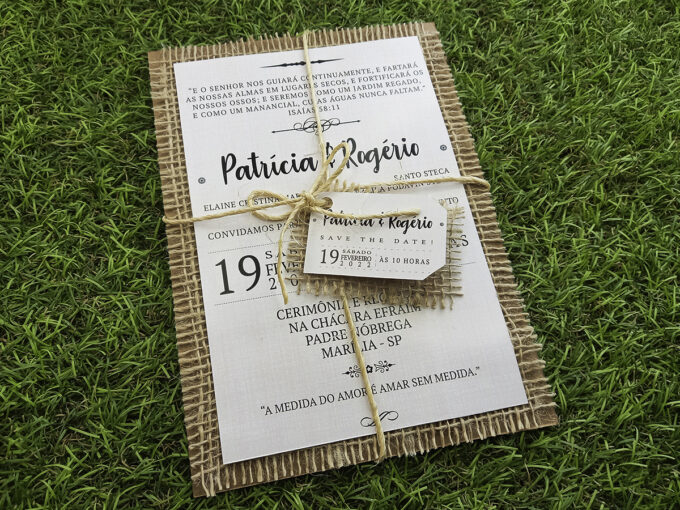 "E O SENHOR NOS GUIARÁ CONTINUAMENTE, E FARTARÁ
AS NOSSAS ALMAS EM LUGARES SECOS, E FORTIFICARÁ OS
NOSSOS OSSOS; E SEREMOS COMO UM JARDIM REGADO,
E COMO UM MANANCIAL, CUJAS ÁGUAS NUNCA FALTAM."
ISAÍAS 58:11
Patrícia & Rogério
SANTO STECA
ELAINE CRISTINA
CONVIDAMOS
19
FEVEREIRO
CERIMÔNIA E
NA CHÁCARA EFRAIM
PADRE NÓBREGA
MARÍLIA - SP
"A MEDIDA DO AMOR É AMAR SEM MEDIDA."
Patrícia & Rogério
SAVE THE DATE!
19 SÁBADO FEVEREIRO 2022 ÀS 10 HORAS